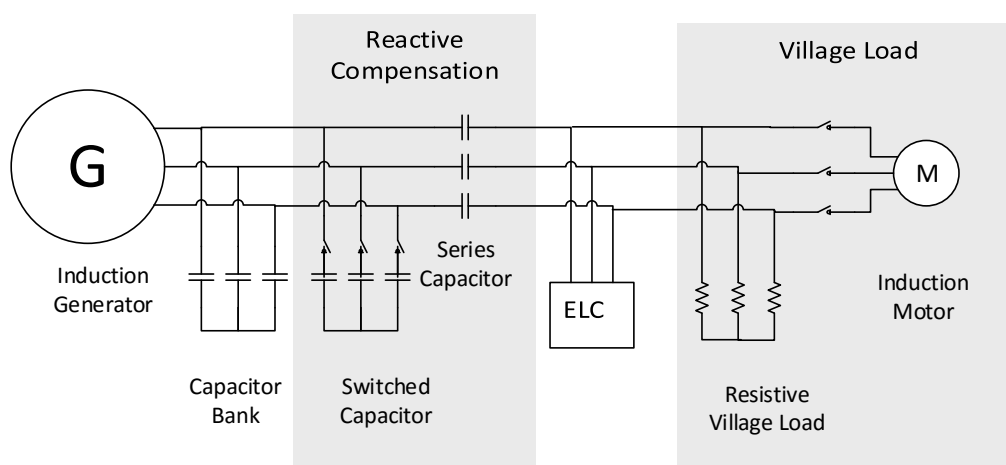 Reactive
Compensation
Village Load
G
M
Induction
Generator
Series
Capacitor
ELC
Induction
Motor
Capacitor
Bank
Switched
Capacitor
Resistive
Village Load